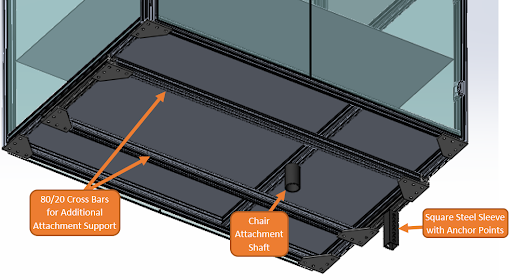 80/20 Cross Bars
for Additional
Attachment Support
Chair
Attachment
Shaft
Square Steel Sleeve
with Anchor Points